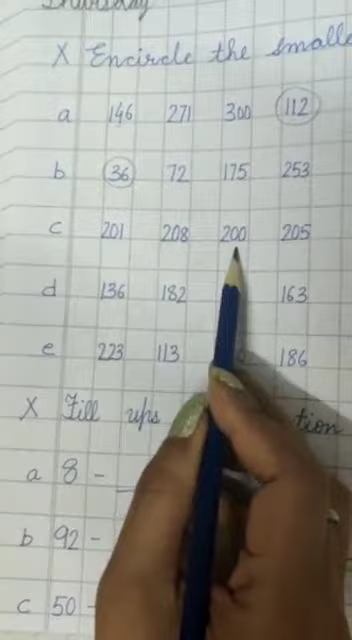 Thursday
X Encircle the smalle
a 146 271 300 112
b 36 72 175 253
c 201 208 200 205
d 136 182 163
e 223 113 186
X Fill ups tion
a 8 -
b 92 -
c 50 -